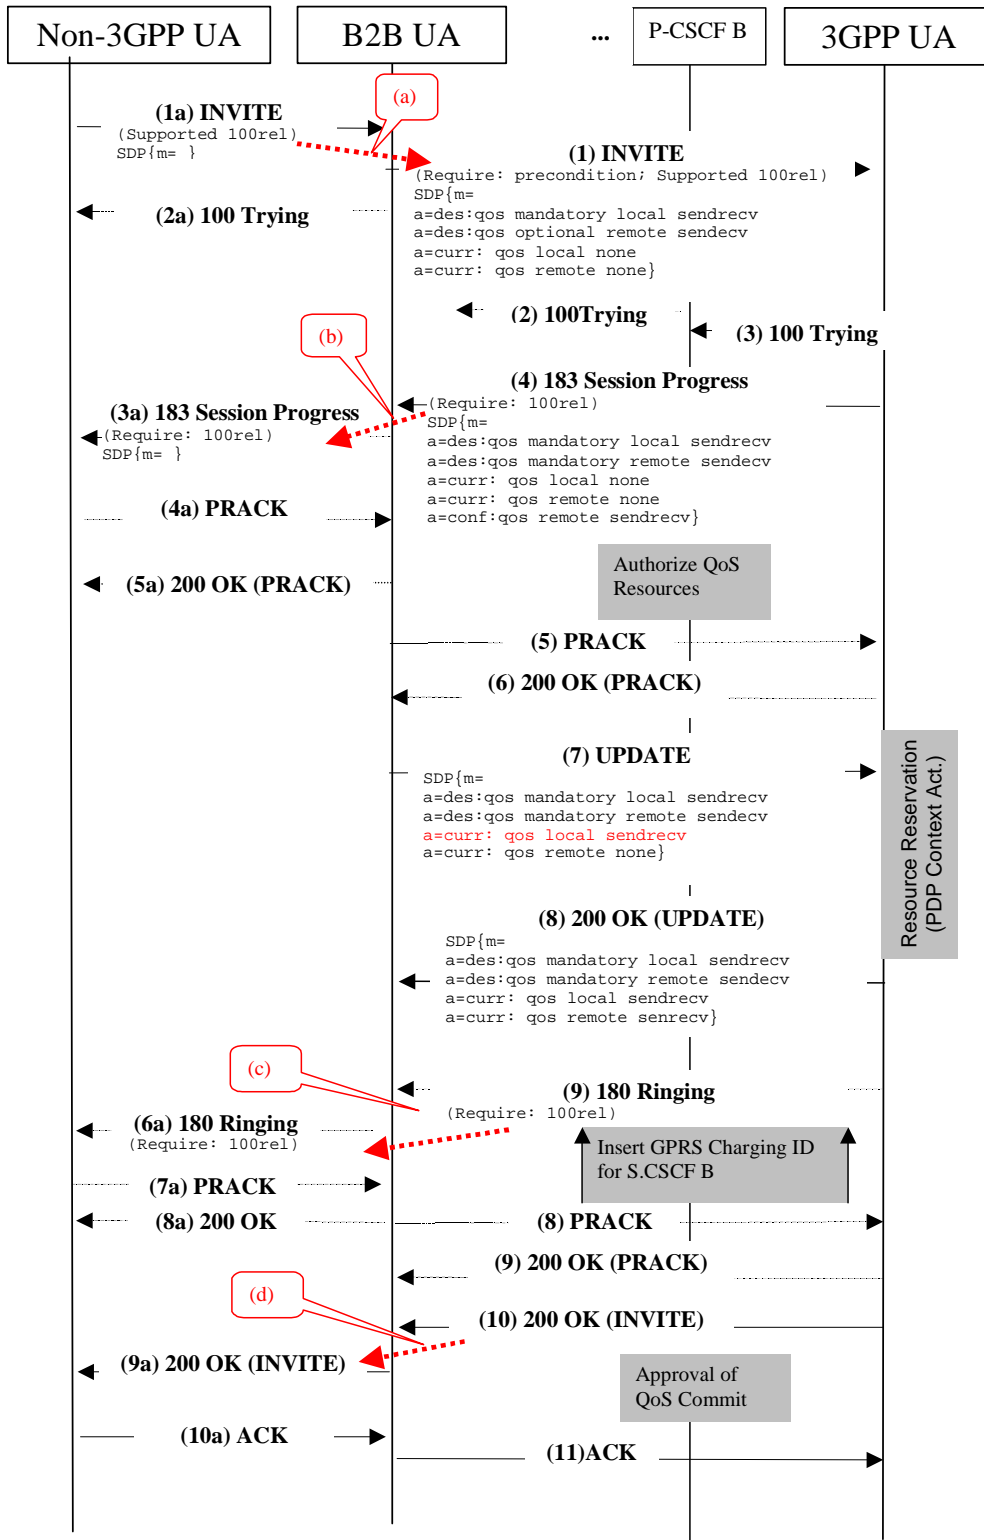 Non-3GPP UA
B2B UA
...
P-CSCF B
3GPP UA
(a)
(1a) INVITE
(Supported 100rel)
SDP{m= }
(1) INVITE
(Require: precondition; Supported 100rel)
SDP{m=
a=des:qos mandatory local sendrecv
a=des:qos optional remote sendecv
a=curr: qos local none
a=curr: qos remote none}
(2a) 100 Trying
(2) 100Trying
(3) 100 Trying
(b)
(4) 183 Session Progress
(Require: 100rel)
SDP{m=
a=des:qos mandatory local sendrecv
a=des:qos mandatory remote sendecv
a=curr: qos local none
a=curr: qos remote none
a=conf:qos remote sendrecv}
(3a) 183 Session Progress
(Require: 100rel)
SDP{m= }
(4a) PRACK
Authorize QoS
Resources
(5a) 200 OK (PRACK)
(5) PRACK
(6) 200 OK (PRACK)
(7) UPDATE
SDP{m=
a=des:qos mandatory local sendrecv
a=des:qos mandatory remote sendecv
a=curr: qos local sendrecv
a=curr: qos remote none}
Resource Reservation
(PDP Context Act.)
(8) 200 OK (UPDATE)
SDP{m=
a=des:qos mandatory local sendrecv
a=des:qos mandatory remote sendecv
a=curr: qos local sendrecv
a=curr: qos remote senrecv}
(c)
(9) 180 Ringing
(Require: 100rel)
(6a) 180 Ringing
(Require: 100rel)
Insert GPRS Charging ID
for S.CSCF B
(7a) PRACK
(8a) 200 OK
(8) PRACK
(9) 200 OK (PRACK)
(d)
(10) 200 OK (INVITE)
(9a) 200 OK (INVITE)
Approval of
QoS Commit
(10a) ACK
(11)ACK